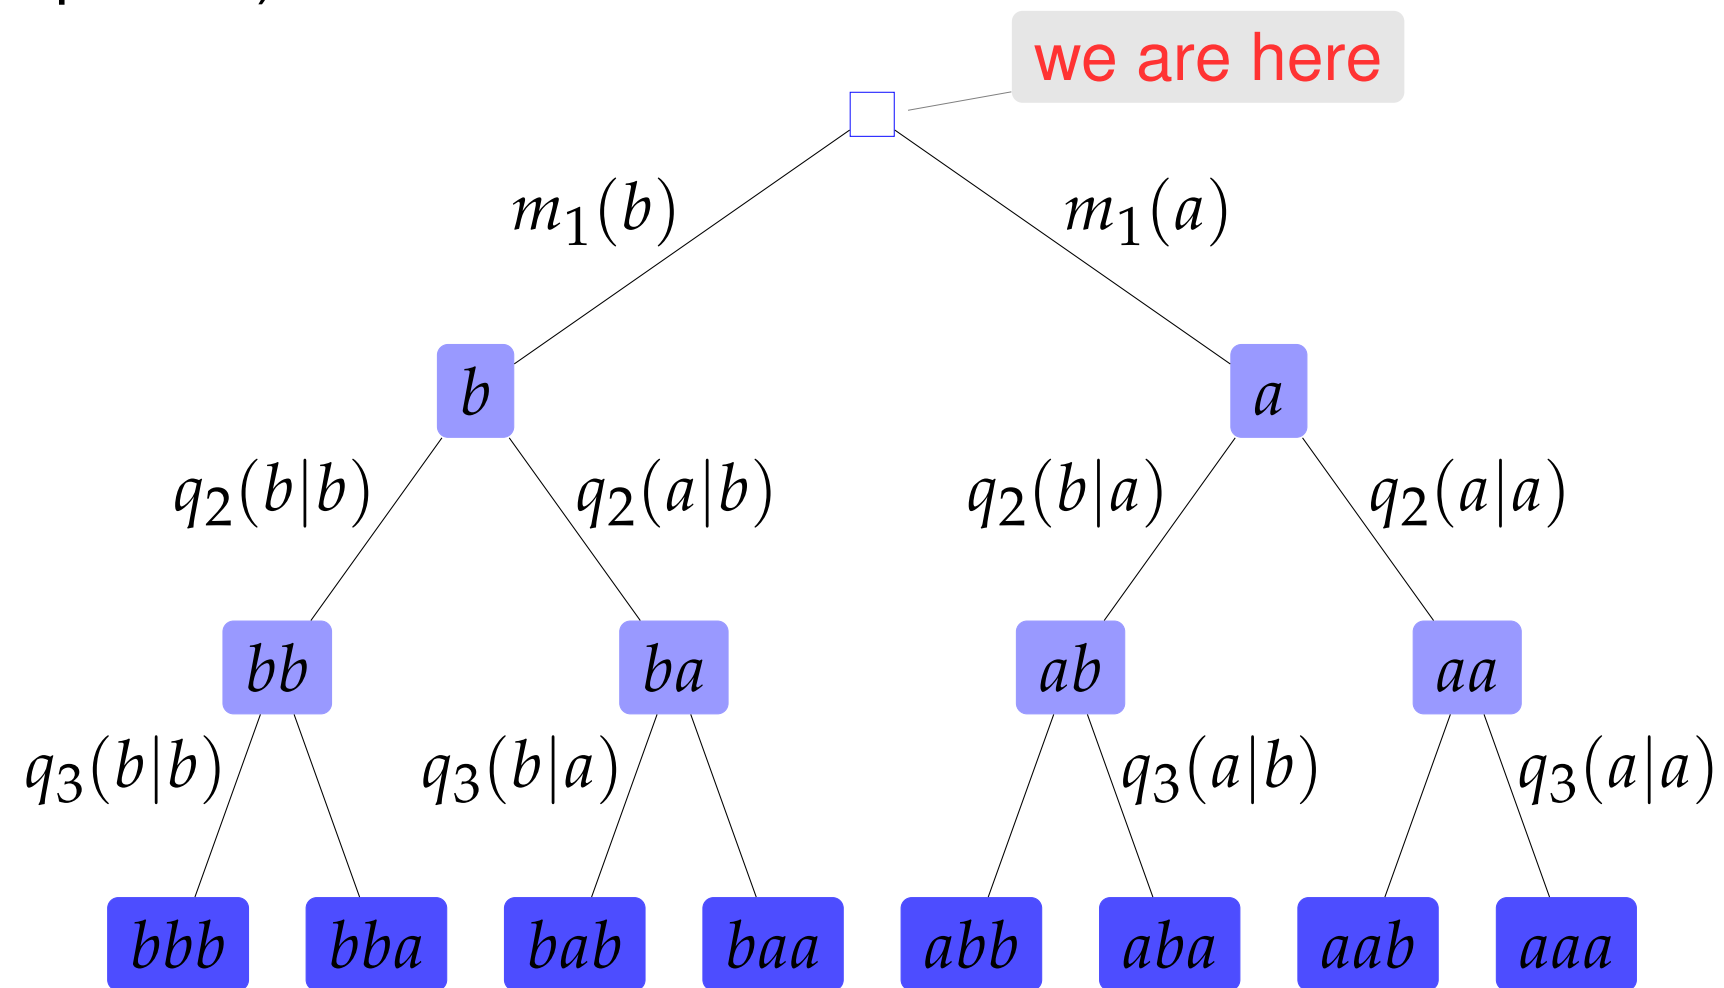 we are here
m₁(b) m₁(a)
b a
q₂(b|b) q₂(a|b) q₂(b|a) q₂(a|a)
bb ba ab aa
q₃(b|b) q₃(b|a) q₃(a|b) q₃(a|a)
bbb bba bab baa abb aba aab aaa